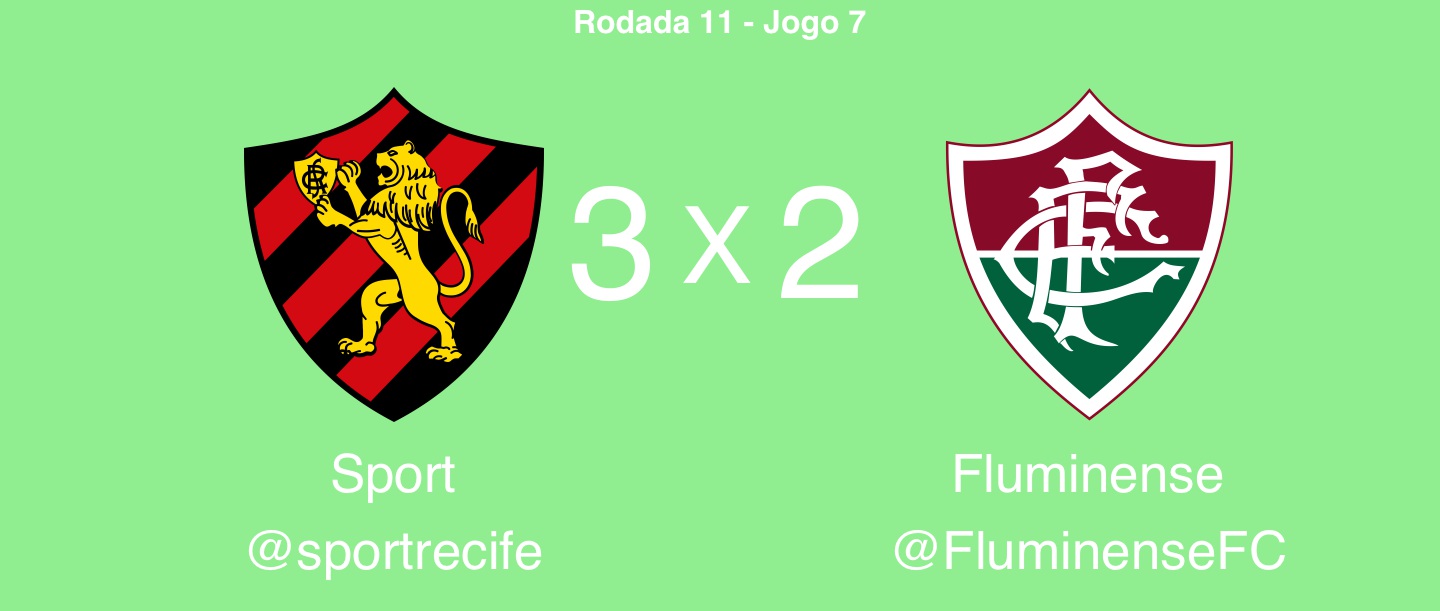 Rodada 11 - Jogo 7
3 x 2
Sport
Fluminense
@sportrecife
@FluminenseFC